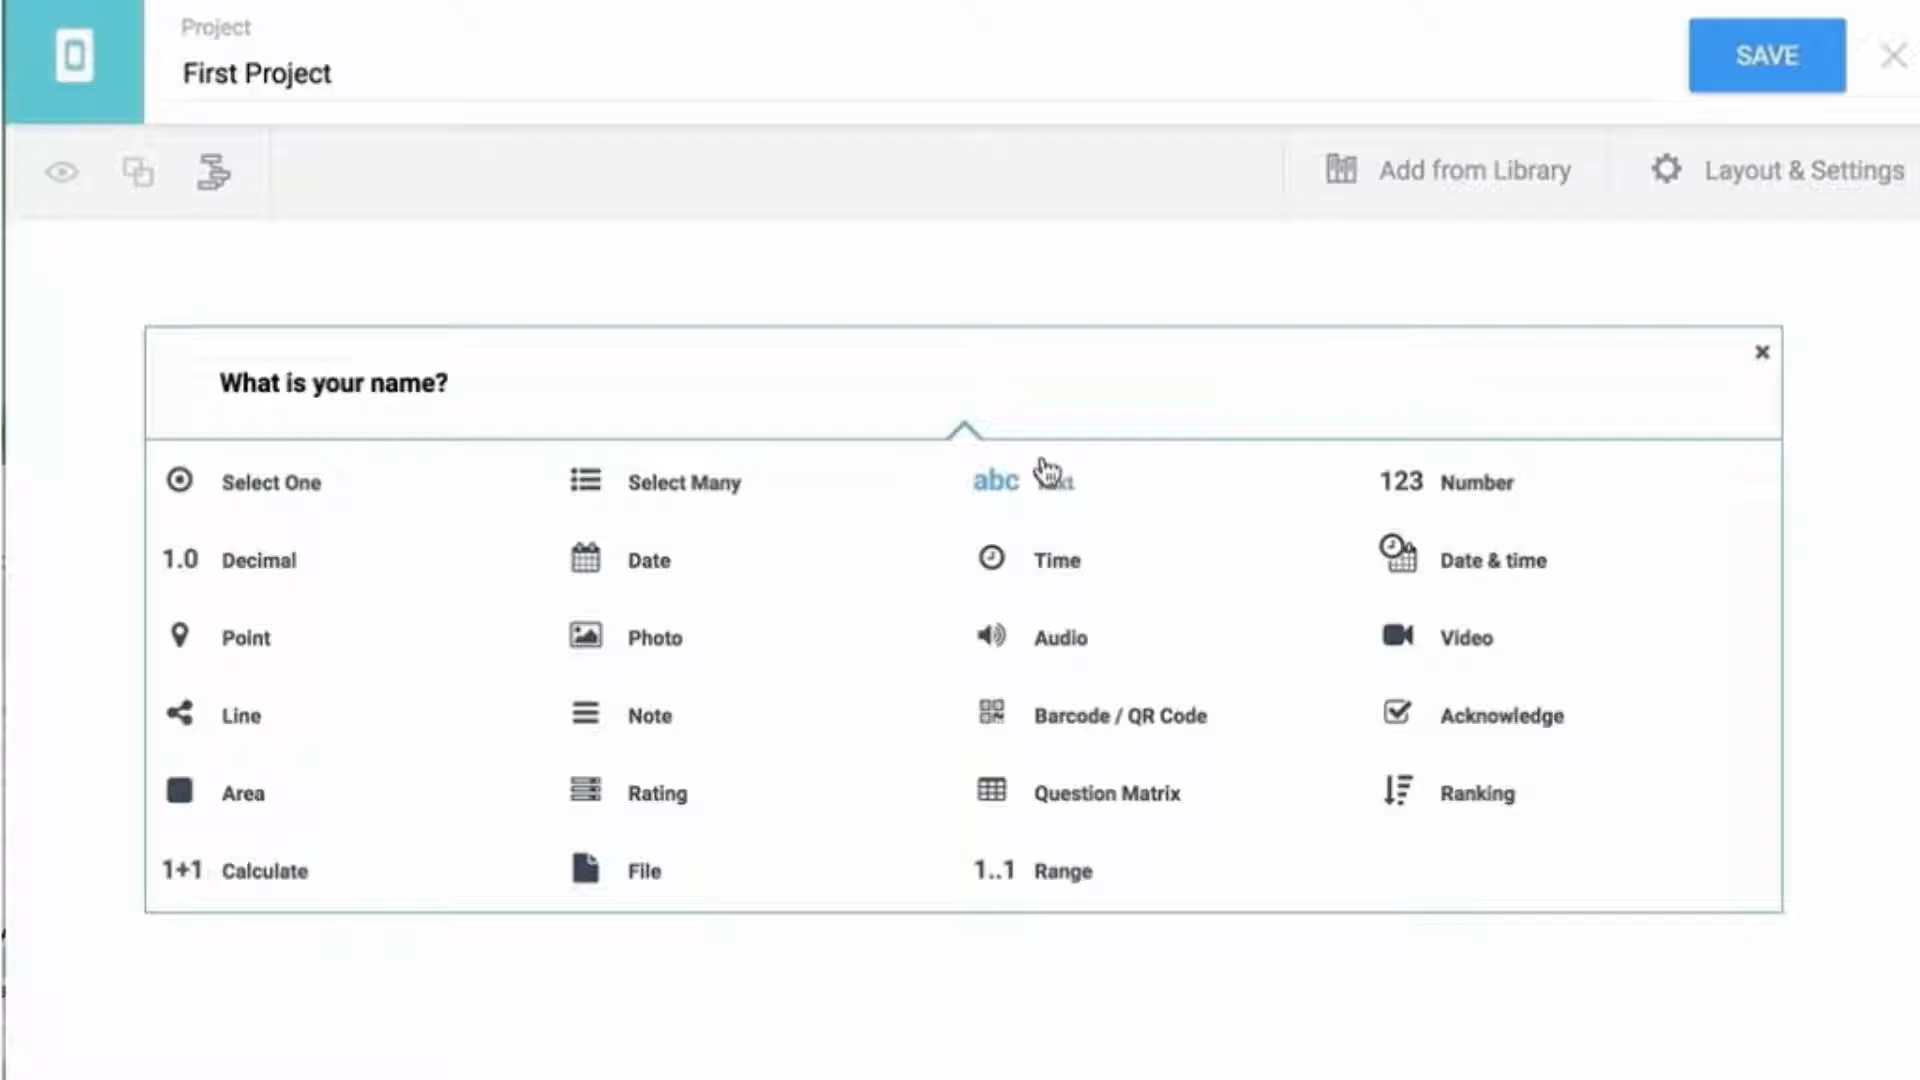 Project
First Project
SAVE
Add from Library
Layout & Settings
What is your name?
Select One
Select Many
abc
123 Number
1.0 Decimal
Date
Time
Date & time
Point
Photo
Audio
Video
Line
Note
Barcode / QR Code
Acknowledge
Area
Rating
Question Matrix
Ranking
1+1 Calculate
File
1..1 Range